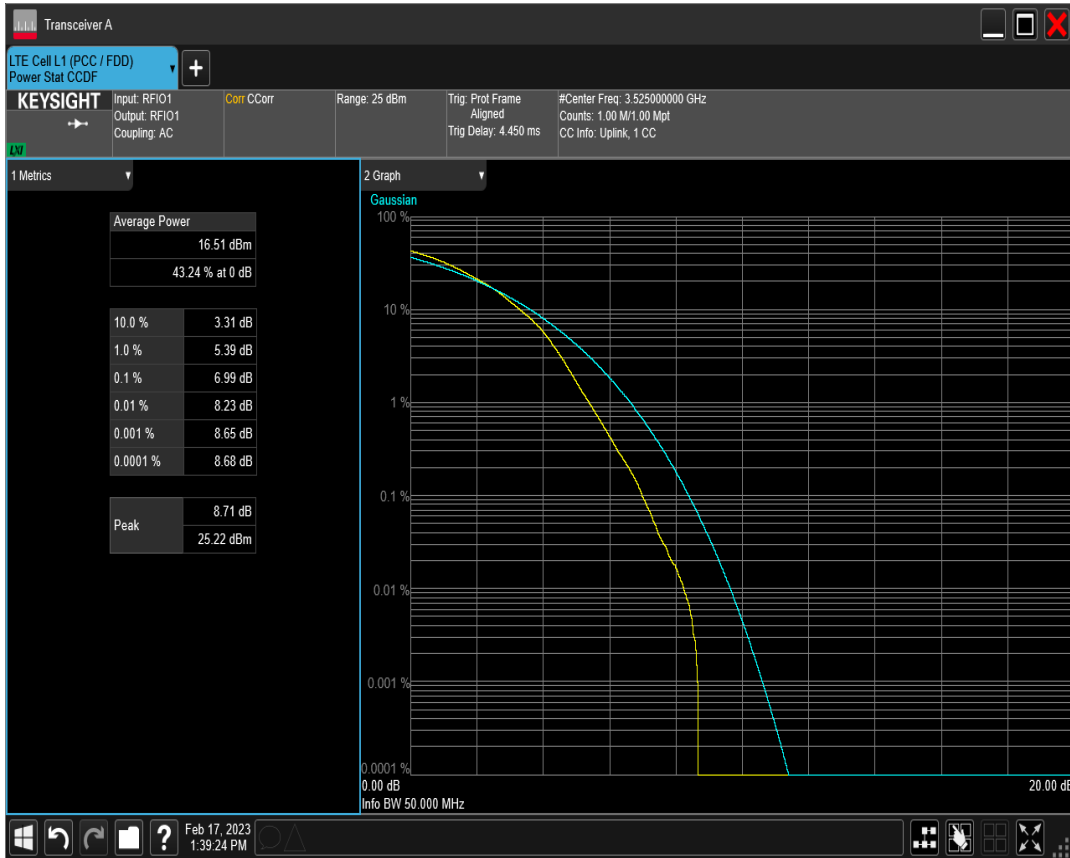 Transceiver A
LTE Cell L1 (PCC / FDD)
Power Stat CCDF
KEYSIGHT
LXI
Input: RFIO1
Output: RFIO1
Coupling: AC
Corr CCorr
Range: 25 dBm
Trig: Prot Frame
Aligned
Trig Delay: 4.450 ms
#Center Freq: 3.525000000 GHz
Counts: 1.00 M/1.00 Mpt
CC Info: Uplink, 1 CC
1 Metrics
Average Power
16.51 dBm
43.24 % at 0 dB
10.0 % 3.31 dB
1.0 % 5.39 dB
0.1 % 6.99 dB
0.01 % 8.23 dB
0.001 % 8.65 dB
0.0001 % 8.68 dB
Peak 8.71 dB
25.22 dBm
2 Graph
Gaussian
100 %
10 %
1 %
0.1 %
0.01 %
0.001 %
0.0001 %
0.00 dB 20.00 dB
Info BW 50.000 MHz
Feb 17, 2023
1:39:24 PM